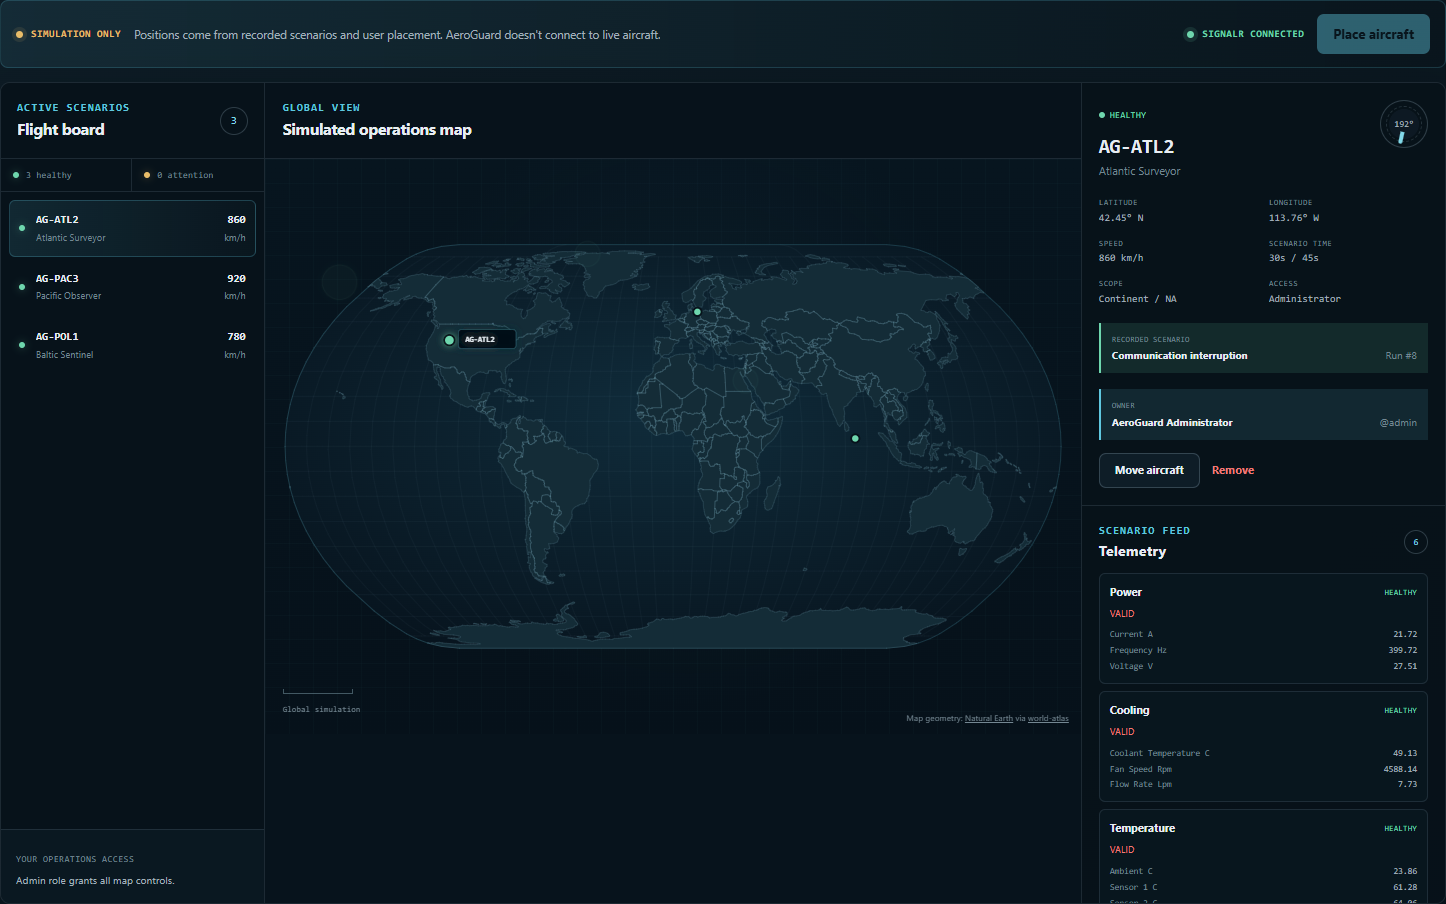 SIMULATION ONLY
Positions come from recorded scenarios and user placement. AeroGuard doesn't connect to live aircraft.
SIGNALR CONNECTED
Place aircraft
ACTIVE SCENARIOS
Flight board
3
3 healthy
0 attention
AG-ATL2
860
Atlantic Surveyor
km/h
AG-PAC3
920
Pacific Observer
km/h
AG-POL1
780
Baltic Sentinel
km/h
YOUR OPERATIONS ACCESS
Admin role grants all map controls.
GLOBAL VIEW
Simulated operations map
AG-ATL2
Global simulation
Map geometry: Natural Earth via world-atlas
HEALTHY
192°
AG-ATL2
Atlantic Surveyor
LATITUDE
LONGITUDE
42.45° N
113.76° W
SPEED
SCENARIO TIME
860 km/h
30s / 45s
SCOPE
ACCESS
Continent / NA
Administrator
RECORDED SCENARIO
Communication interruption
Run #8
OWNER
AeroGuard Administrator
@admin
Move aircraft
Remove
SCENARIO FEED
Telemetry
6
Power
HEALTHY
VALID
Current A
21.72
Frequency Hz
399.72
Voltage V
27.51
Cooling
HEALTHY
VALID
Coolant Temperature C
49.13
Fan Speed Rpm
4588.14
Flow Rate Lpm
7.73
Temperature
HEALTHY
VALID
Ambient C
23.86
Sensor 1 C
61.28
Sensor 2 C